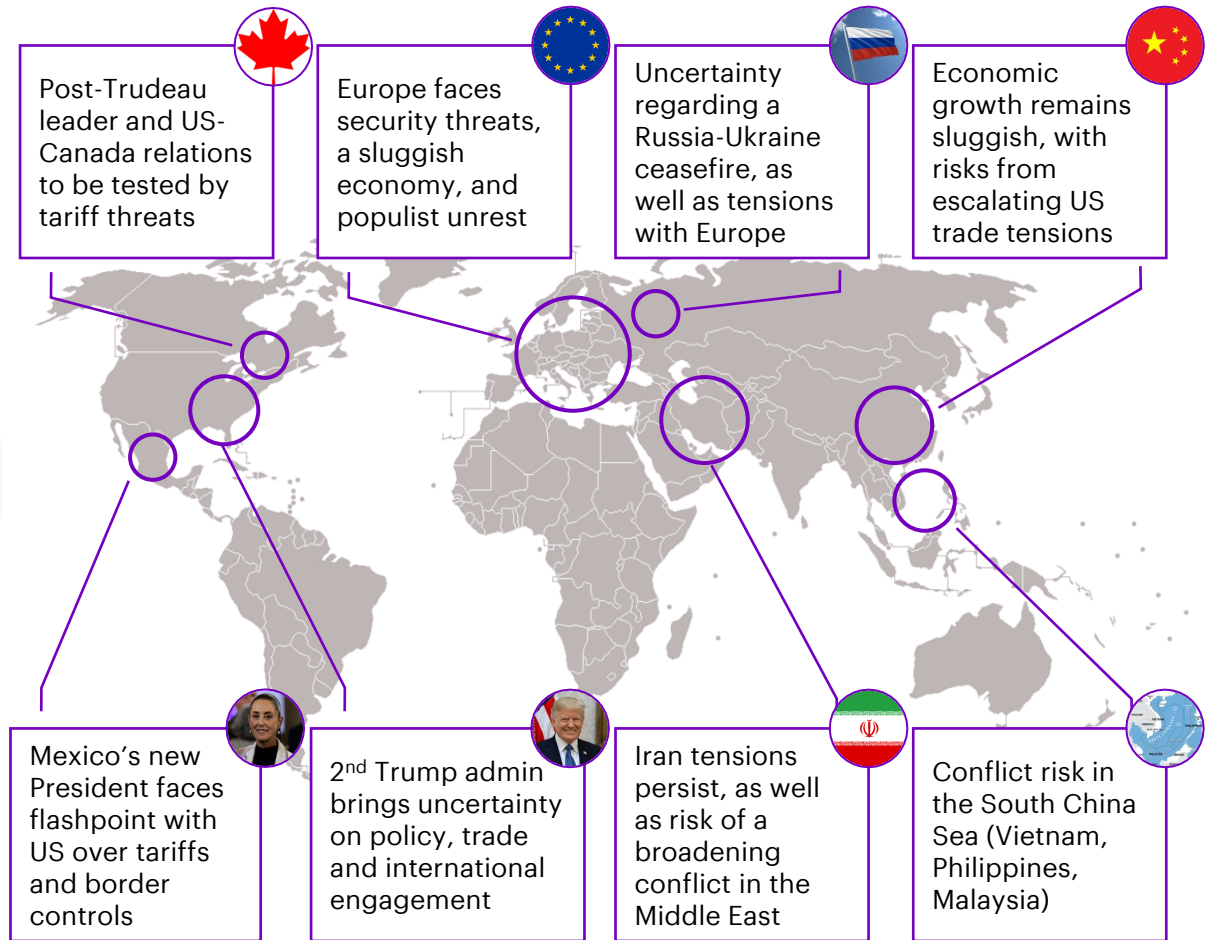 Post-Trudeau
leader and US-
Canada relations
to be tested by
tariff threats
Europe faces
security threats,
a sluggish
economy, and
populist unrest
Uncertainty
regarding a
Russia-Ukraine
ceasefire, as
well as tensions
with Europe
Economic
growth remains
sluggish, with
risks from
escalating US
trade tensions
Mexico’s new
President faces
flashpoint with
US over tariffs
and border
controls
2nd Trump admin
brings uncertainty
on policy, trade
and international
engagement
Iran tensions
persist, as well
as risk of a
broadening
conflict in the
Middle East
Conflict risk in
the South China
Sea (Vietnam,
Philippines,
Malaysia)